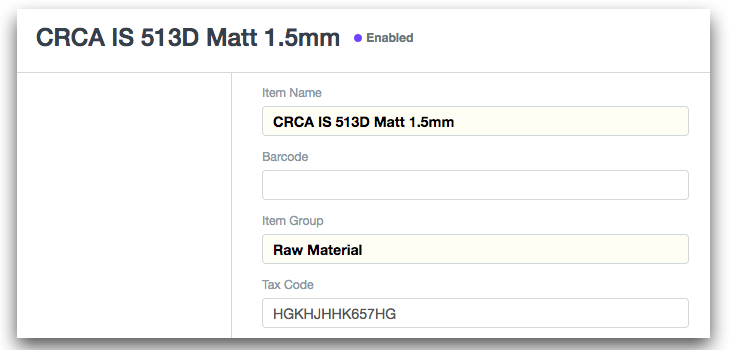 CRCA IS 513D Matt 1.5mm Enabled
Item Name
CRCA IS 513D Matt 1.5mm
Barcode
Item Group
Raw Material
Tax Code
HGKHJHHK657HG